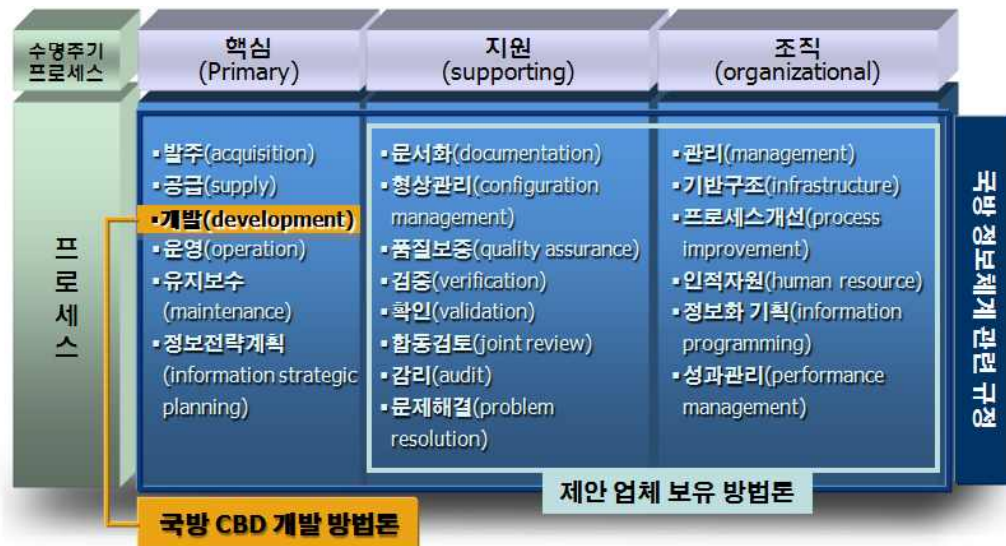 수명주기
프로세스
핵심
(Primary)
지원
(supporting)
조직
(organizational)
프로세스
▪발주(acquisition)
▪공급(supply)
▪개발(development)
▪운영(operation)
▪유지보수
(maintenance)
▪정보전략계획
(information strategic
planning)
▪문서화(documentation)
▪형상관리(configuration
management)
▪품질보증(quality assurance)
▪검증(verification)
▪확인(validation)
▪합동검토(joint review)
▪감리(audit)
▪문제해결(problem
resolution)
▪관리(management)
▪기반구조(infrastructure)
▪프로세스개선(process
improvement)
▪인적자원(human resource)
▪정보화 기획(information
programming)
▪성과관리(performance
management)
국방 정보체계 관련 규정
제안 업체 보유 방법론
국방 CBD 개발 방법론